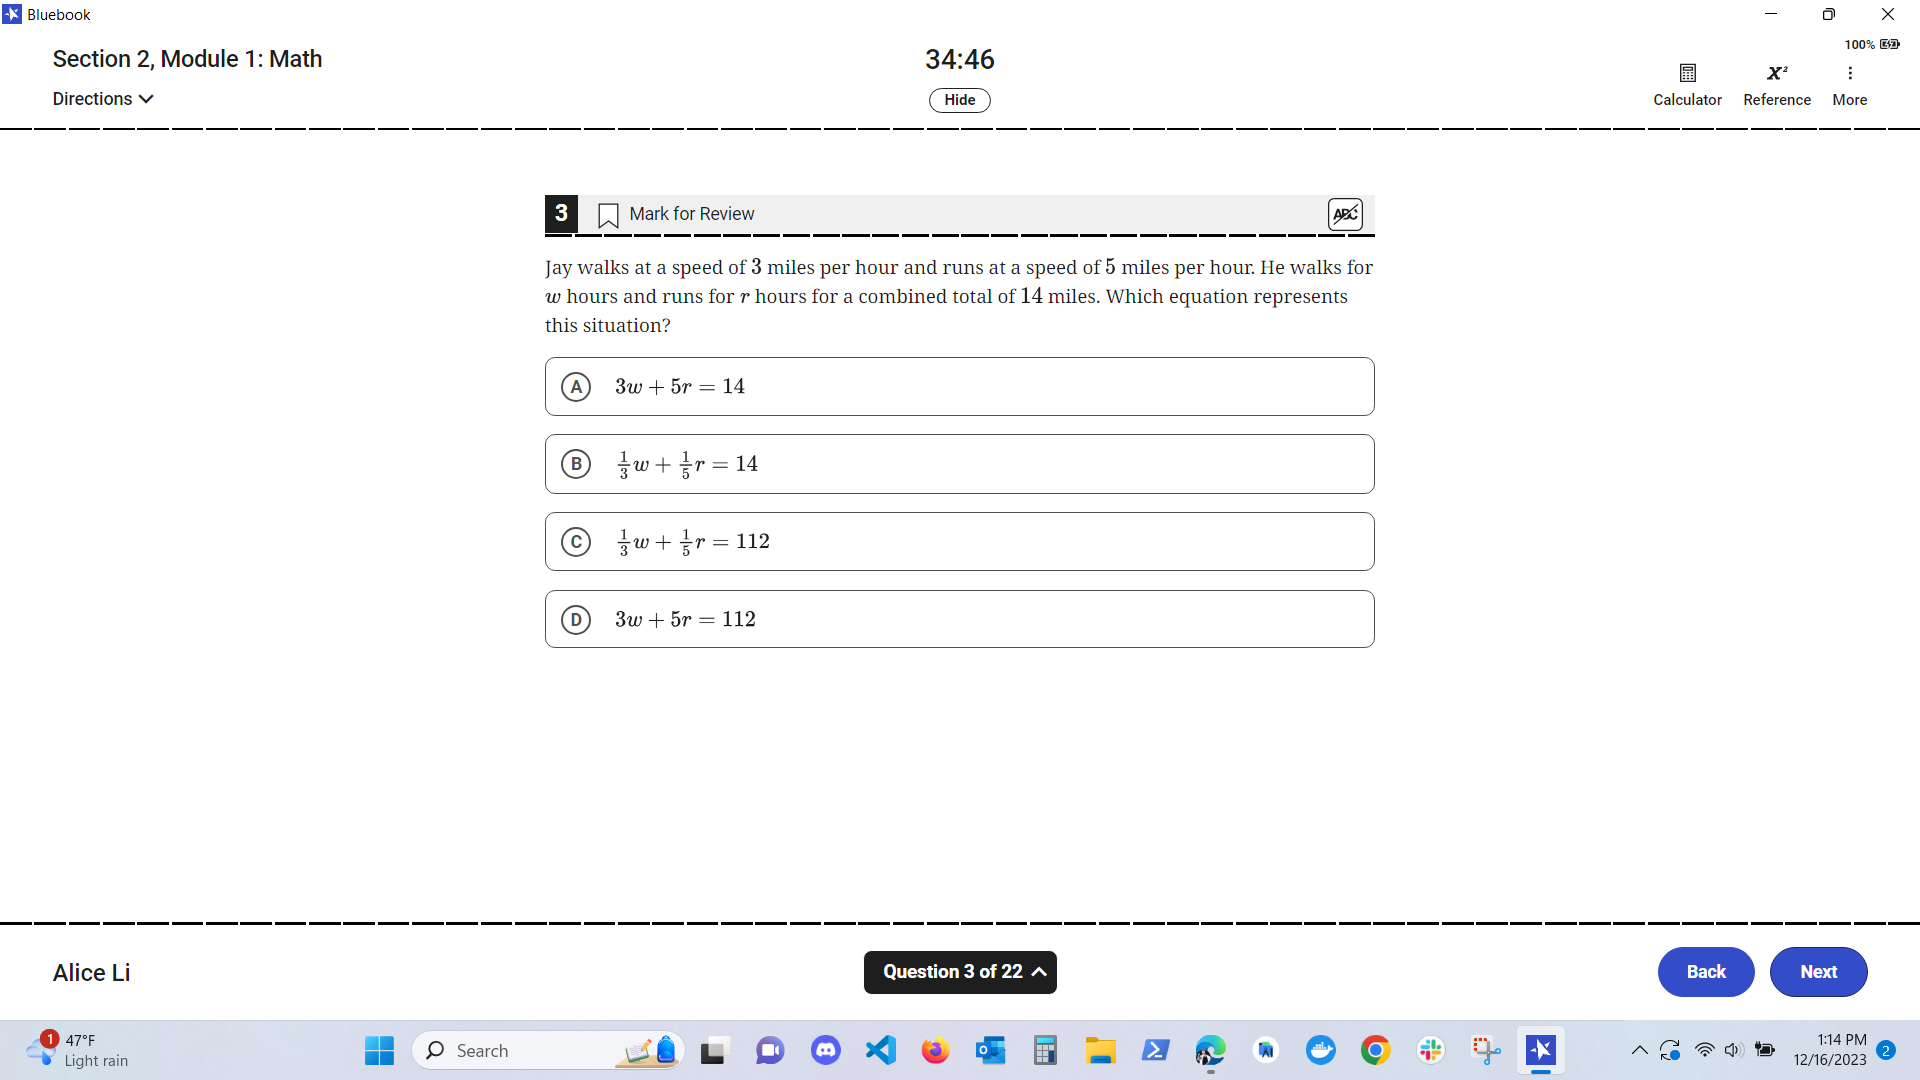 Bluebook
Section 2, Module 1: Math
34:46
100%
Directions
Hide
Calculator
Reference
More
3
Mark for Review
ABC
Jay walks at a speed of 3 miles per hour and runs at a speed of 5 miles per hour. He walks for
w hours and runs for r hours for a combined total of 14 miles. Which equation represents
this situation?
A 3w + 5r = 14
B 1/3 w + 1/5 r = 14
C 1/3 w + 1/5 r = 112
D 3w + 5r = 112
Alice Li
Question 3 of 22
Back
Next
1
47°F
Light rain
Search
1:14 PM
12/16/2023
2